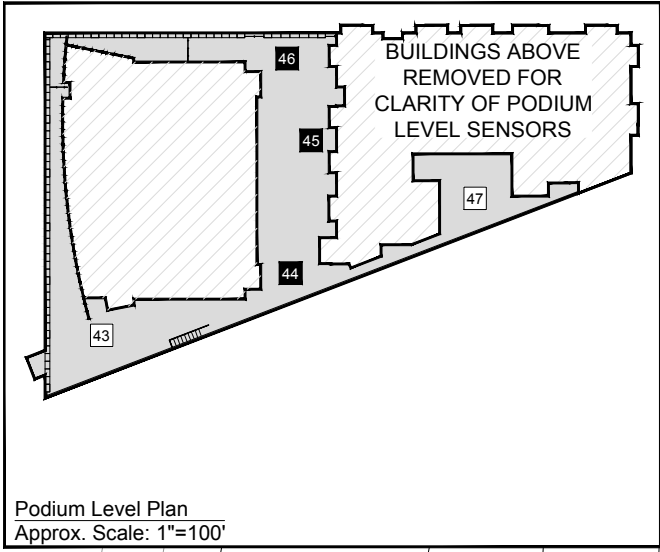 BUILDINGS ABOVE
REMOVED FOR
CLARITY OF PODIUM
LEVEL SENSORS
46
45
47
44
43
Podium Level Plan
Approx. Scale: 1"=100'